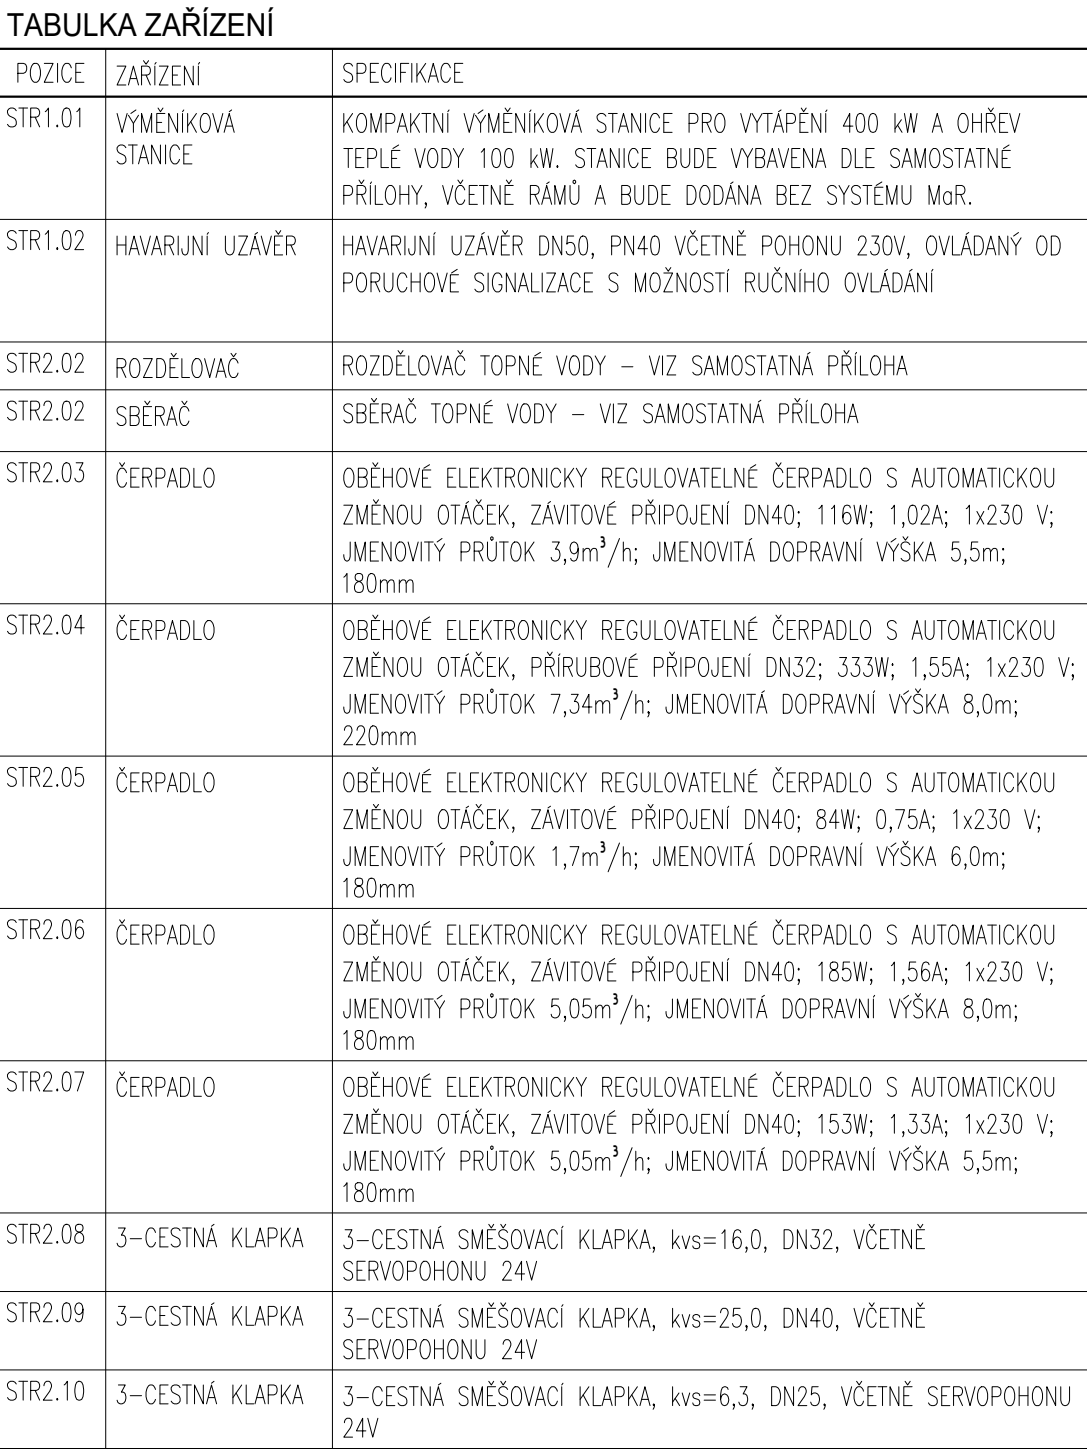 TABULKA ZAŘÍZENÍ
POZICE ZAŘÍZENÍ SPECIFIKACE
STR1.01 VÝMĚNÍKOVÁ KOMPAKTNÍ VÝMĚNÍKOVÁ STANICE PRO VYTÁPĚNÍ 400 kW A OHŘEV
STANICE TEPLÉ VODY 100 kW. STANICE BUDE VYBAVENA DLE SAMOSTATNÉ
PŘÍLOHY, VČETNĚ RÁMŮ A BUDE DODÁNA BEZ SYSTÉMU MaR.
STR1.02 HAVARIJNÍ UZÁVĚR HAVARIJNÍ UZÁVĚR DN50, PN40 VČETNĚ POHONU 230V, OVLÁDANÝ OD
PORUCHOVÉ SIGNALIZACE S MOŽNOSTÍ RUČNÍHO OVLÁDÁNÍ
STR2.02 ROZDĚLOVAČ ROZDĚLOVAČ TOPNÉ VODY – VIZ SAMOSTATNÁ PŘÍLOHA
STR2.02 SBĚRAČ SBĚRAČ TOPNÉ VODY – VIZ SAMOSTATNÁ PŘÍLOHA
STR2.03 ČERPADLO OBĚHOVÉ ELEKTRONICKY REGULOVATELNÉ ČERPADLO S AUTOMATICKOU
ZMĚNOU OTÁČEK, ZÁVITOVÉ PŘIPOJENÍ DN40; 116W; 1,02A; 1x230 V;
JMENOVITÝ PRŮTOK 3,9m³/h; JMENOVITÁ DOPRAVNÍ VÝŠKA 5,5m;
180mm
STR2.04 ČERPADLO OBĚHOVÉ ELEKTRONICKY REGULOVATELNÉ ČERPADLO S AUTOMATICKOU
ZMĚNOU OTÁČEK, PŘÍRUBOVÉ PŘIPOJENÍ DN32; 333W; 1,55A; 1x230 V;
JMENOVITÝ PRŮTOK 7,34m³/h; JMENOVITÁ DOPRAVNÍ VÝŠKA 8,0m;
220mm
STR2.05 ČERPADLO OBĚHOVÉ ELEKTRONICKY REGULOVATELNÉ ČERPADLO S AUTOMATICKOU
ZMĚNOU OTÁČEK, ZÁVITOVÉ PŘIPOJENÍ DN40; 84W; 0,75A; 1x230 V;
JMENOVITÝ PRŮTOK 1,7m³/h; JMENOVITÁ DOPRAVNÍ VÝŠKA 6,0m;
180mm
STR2.06 ČERPADLO OBĚHOVÉ ELEKTRONICKY REGULOVATELNÉ ČERPADLO S AUTOMATICKOU
ZMĚNOU OTÁČEK, ZÁVITOVÉ PŘIPOJENÍ DN40; 185W; 1,56A; 1x230 V;
JMENOVITÝ PRŮTOK 5,05m³/h; JMENOVITÁ DOPRAVNÍ VÝŠKA 8,0m;
180mm
STR2.07 ČERPADLO OBĚHOVÉ ELEKTRONICKY REGULOVATELNÉ ČERPADLO S AUTOMATICKOU
ZMĚNOU OTÁČEK, ZÁVITOVÉ PŘIPOJENÍ DN40; 153W; 1,33A; 1x230 V;
JMENOVITÝ PRŮTOK 5,05m³/h; JMENOVITÁ DOPRAVNÍ VÝŠKA 5,5m;
180mm
STR2.08 3–CESTNÁ KLAPKA 3–CESTNÁ SMĚŠOVACÍ KLAPKA, kvs=16,0, DN32, VČETNĚ
SERVOPOHONU 24V
STR2.09 3–CESTNÁ KLAPKA 3–CESTNÁ SMĚŠOVACÍ KLAPKA, kvs=25,0, DN40, VČETNĚ
SERVOPOHONU 24V
STR2.10 3–CESTNÁ KLAPKA 3–CESTNÁ SMĚŠOVACÍ KLAPKA, kvs=6,3, DN25, VČETNĚ SERVOPOHONU
24V